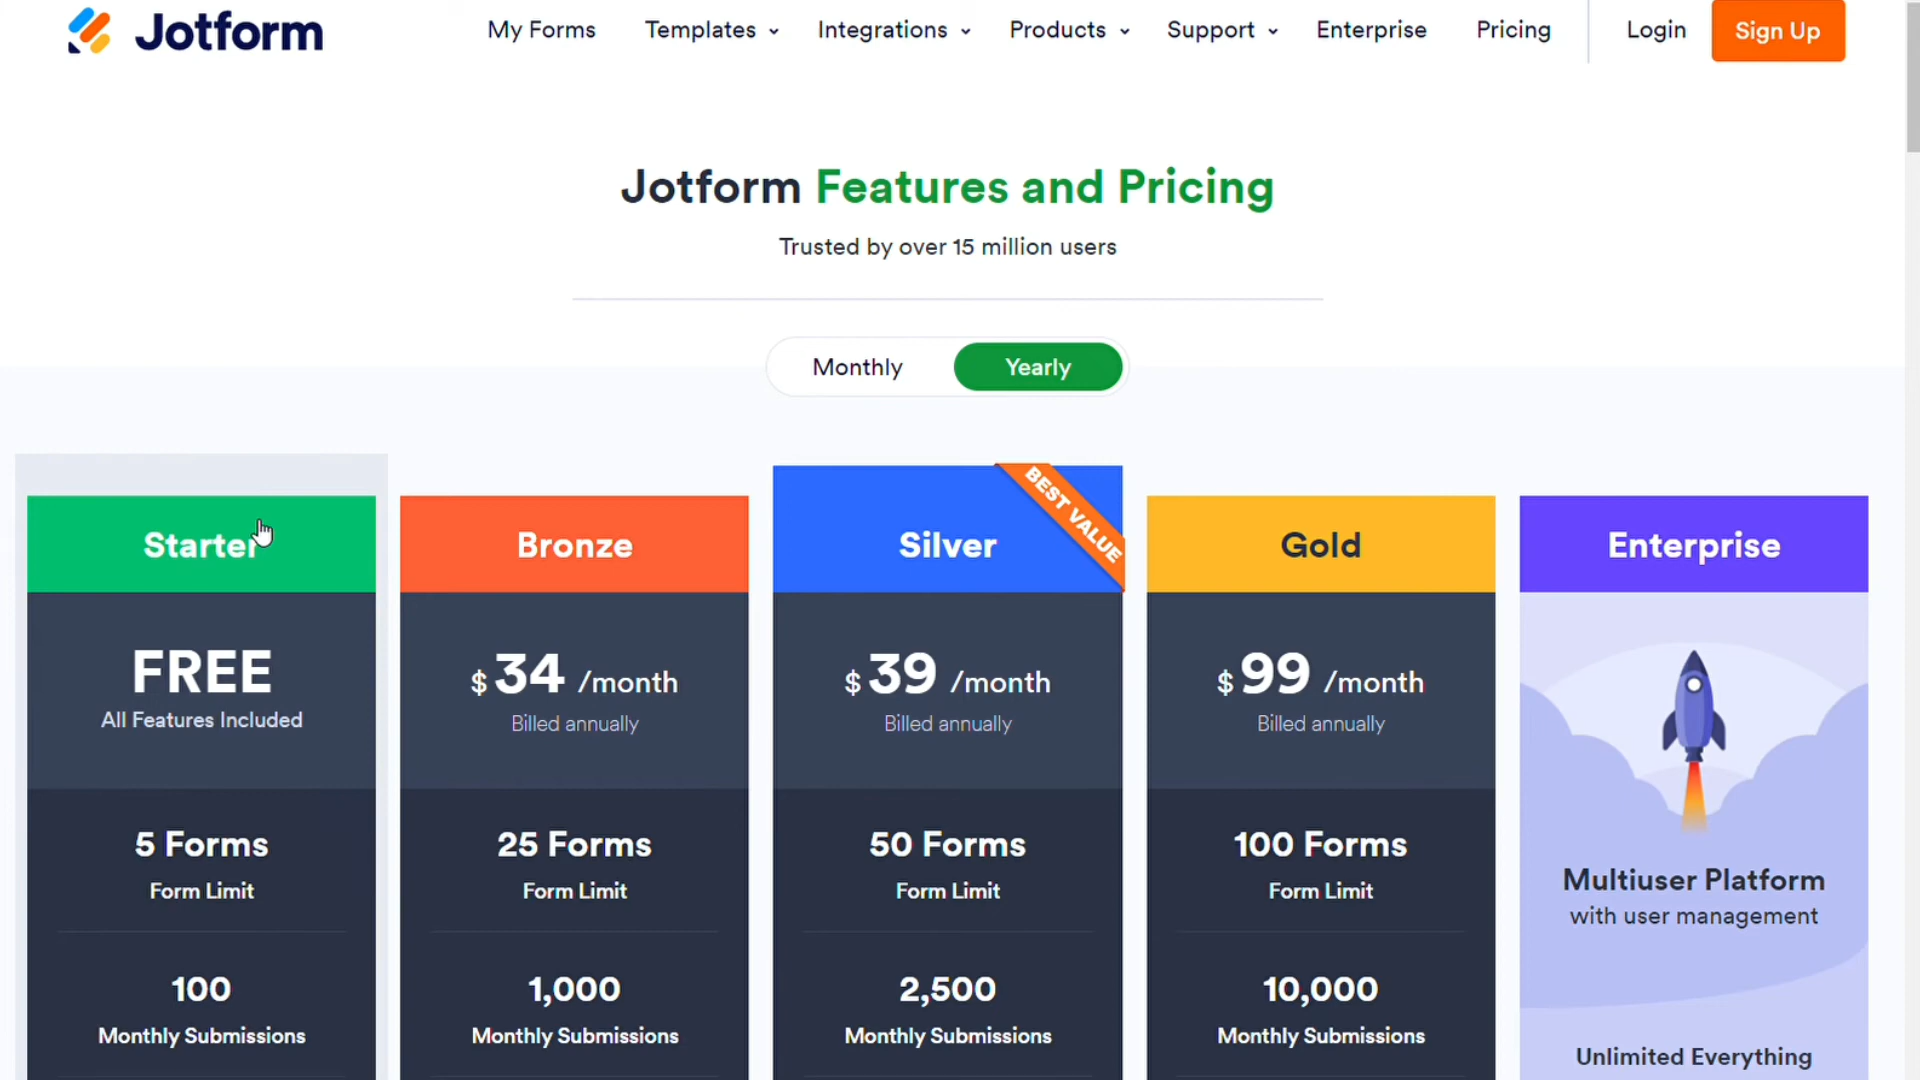 Jotform
My Forms Templates Integrations Products Support Enterprise Pricing Login Sign Up
Jotform Features and Pricing
Trusted by over 15 million users
Monthly Yearly
BEST VALUE
Starter Bronze Silver Gold Enterprise
FREE
All Features Included
$34 /month
Billed annually
$39 /month
Billed annually
$99 /month
Billed annually
5 Forms
Form Limit
25 Forms
Form Limit
50 Forms
Form Limit
100 Forms
Form Limit
Multiuser Platform
with user management
100
Monthly Submissions
1,000
Monthly Submissions
2,500
Monthly Submissions
10,000
Monthly Submissions
Unlimited Everything